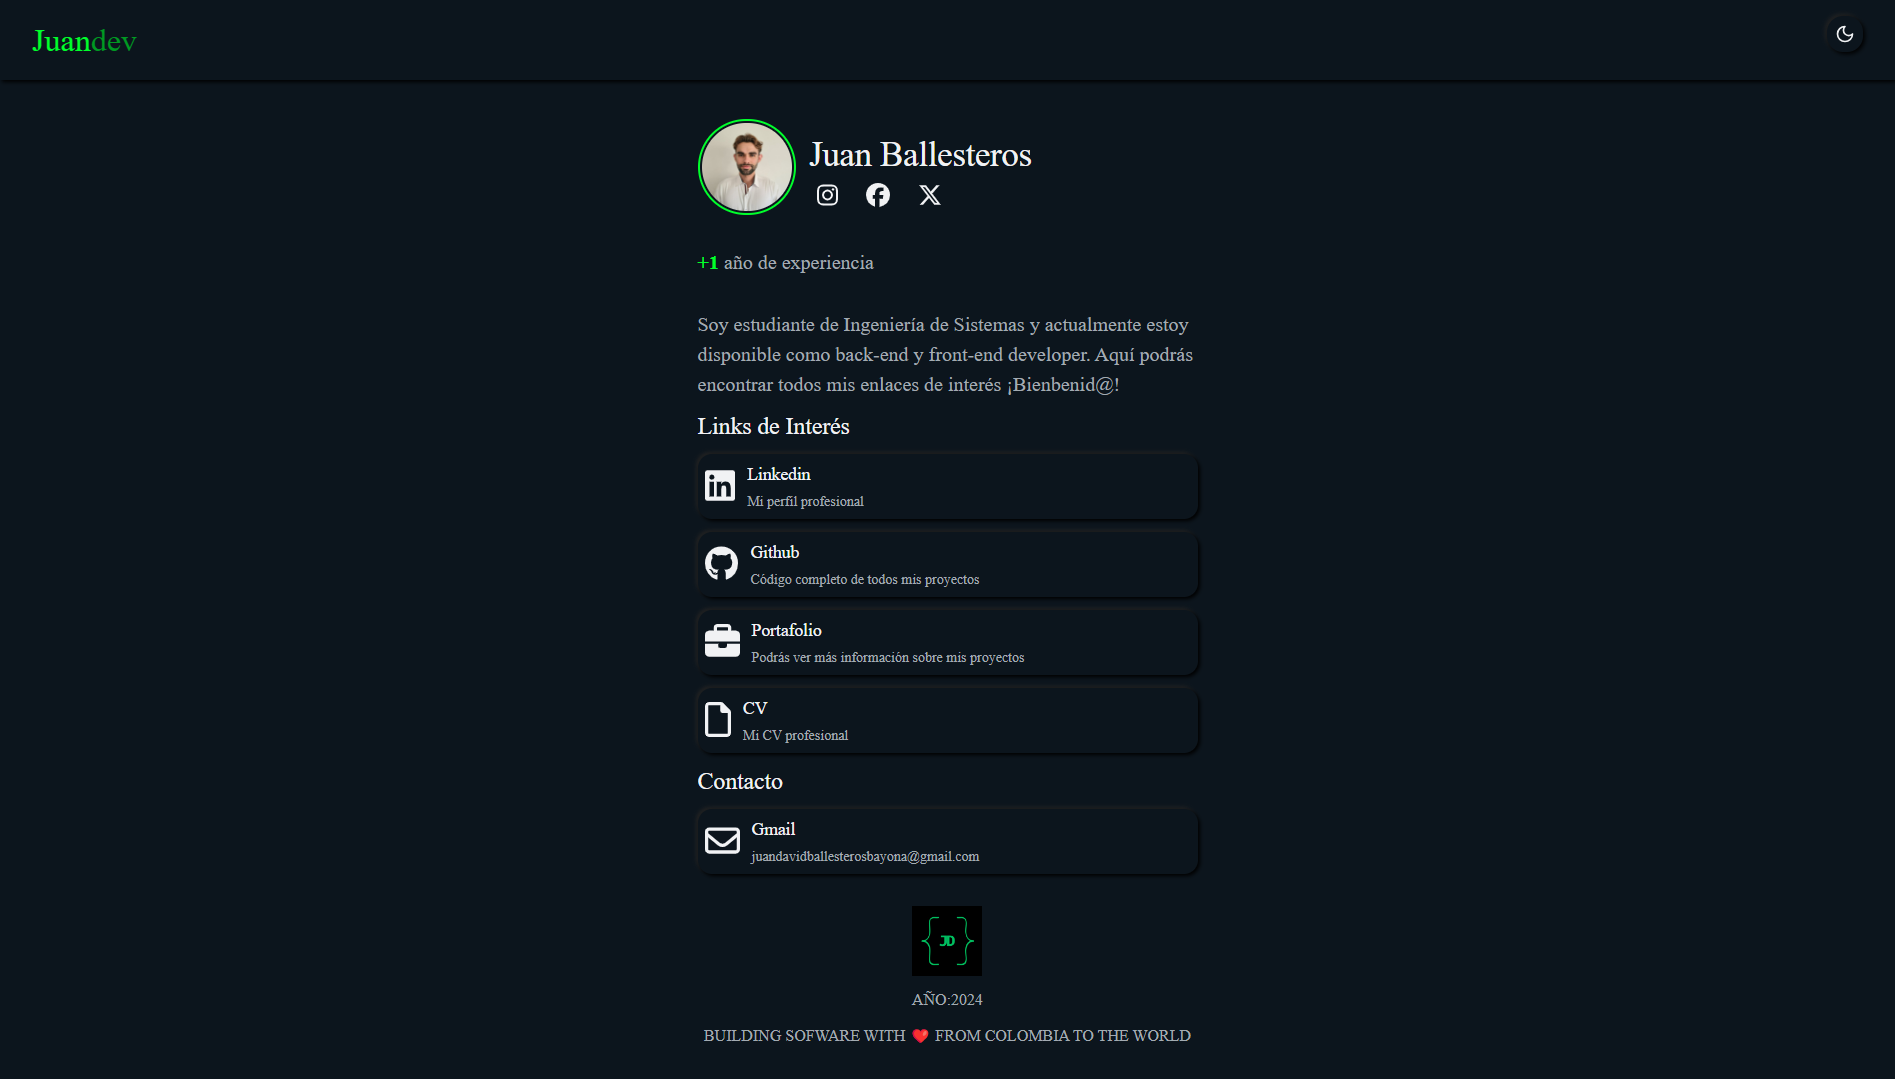 Juandev
Juan Ballesteros
+1 año de experiencia
Soy estudiante de Ingeniería de Sistemas y actualmente estoy
disponible como back-end y front-end developer. Aquí podrás
encontrar todos mis enlaces de interés ¡Bienbenid@!
Links de Interés
Linkedin
Mi perfil profesional
Github
Código completo de todos mis proyectos
Portafolio
Podrás ver más información sobre mis proyectos
CV
Mi CV profesional
Contacto
Gmail
juandavidballesterosbayona@gmail.com
{ JD }
AÑO:2024
BUILDING SOFWARE WITH ❤️ FROM COLOMBIA TO THE WORLD